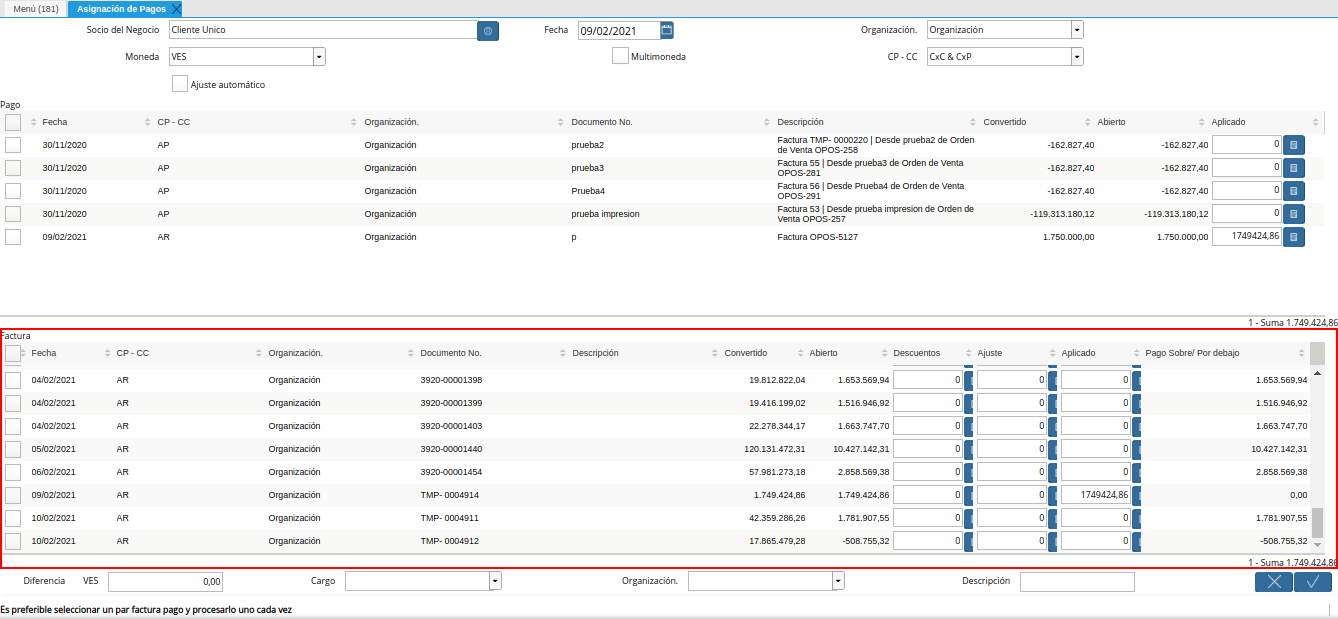 Menú (181) Asignación de Pagos
Socio del Negocio Cliente Unico Fecha 09/02/2021 Organización. Organización
Moneda VES Multimoneda CP - CC CxC & CxP
Ajuste automático
Pago
Fecha CP - CC Organización. Documento No. Descripción Convertido Abierto Aplicado
30/11/2020 AP Organización prueba2 Factura TMP- 0000220 | Desde prueba2 de Orden de Venta OPOS-258 -162.827,40 -162.827,40 0
30/11/2020 AP Organización prueba3 Factura 55 | Desde prueba3 de Orden de Venta OPOS-281 -162.827,40 -162.827,40 0
30/11/2020 AP Organización Prueba4 Factura 56 | Desde Prueba4 de Orden de Venta OPOS-291 -162.827,40 -162.827,40 0
30/11/2020 AP Organización prueba impresion Factura 53 | Desde prueba impresion de Orden de Venta OPOS-257 -119.313.180,12 -119.313.180,12 0
09/02/2021 AR Organización p Factura OPOS-5127 1.750.000,00 1.750.000,00 1749424,86
1 - Suma 1.749.424,86
Factura
Fecha CP - CC Organización. Documento No. Descripción Convertido Abierto Descuentos Ajuste Aplicado Pago Sobre/ Por debajo
04/02/2021 AR Organización 3920-00001398 19.812.822,04 1.653.569,94 0 0 0 1.653.569,94
04/02/2021 AR Organización 3920-00001399 19.416.199,02 1.516.946,92 0 0 0 1.516.946,92
04/02/2021 AR Organización 3920-00001403 22.278.344,17 1.663.747,70 0 0 0 1.663.747,70
05/02/2021 AR Organización 3920-00001440 120.131.472,31 10.427.142,31 0 0 0 10.427.142,31
06/02/2021 AR Organización 3920-00001454 57.981.273,18 2.858.569,38 0 0 0 2.858.569,38
09/02/2021 AR Organización TMP- 0004914 1.749.424,86 1.749.424,86 0 0 1749424,86 0,00
10/02/2021 AR Organización TMP- 0004911 42.359.286,26 1.781.907,55 0 0 0 1.781.907,55
10/02/2021 AR Organización TMP- 0004912 17.865.479,28 -508.755,32 0 0 0 -508.755,32
1 - Suma 1.749.424,86
Diferencia VES 0,00 Cargo Organización. Descripción
Es preferible seleccionar un par factura pago y procesarlo uno cada vez